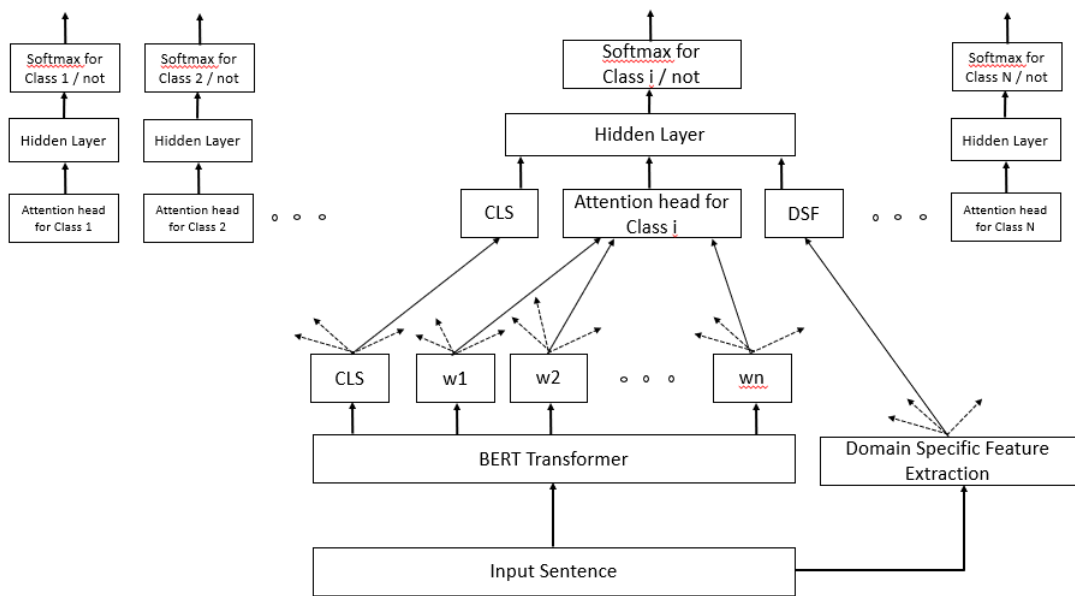 Softmax for
Class 1 / not
Softmax for
Class 2 / not
Softmax for
Class i / not
Softmax for
Class N / not
Hidden Layer
Hidden Layer
Hidden Layer
Hidden Layer
Attention head
for Class 1
Attention head
for Class 2
CLS
Attention head for
Class i
DSF
Attention head
for Class N
CLS
w1
w2
wn
BERT Transformer
Domain Specific Feature
Extraction
Input Sentence